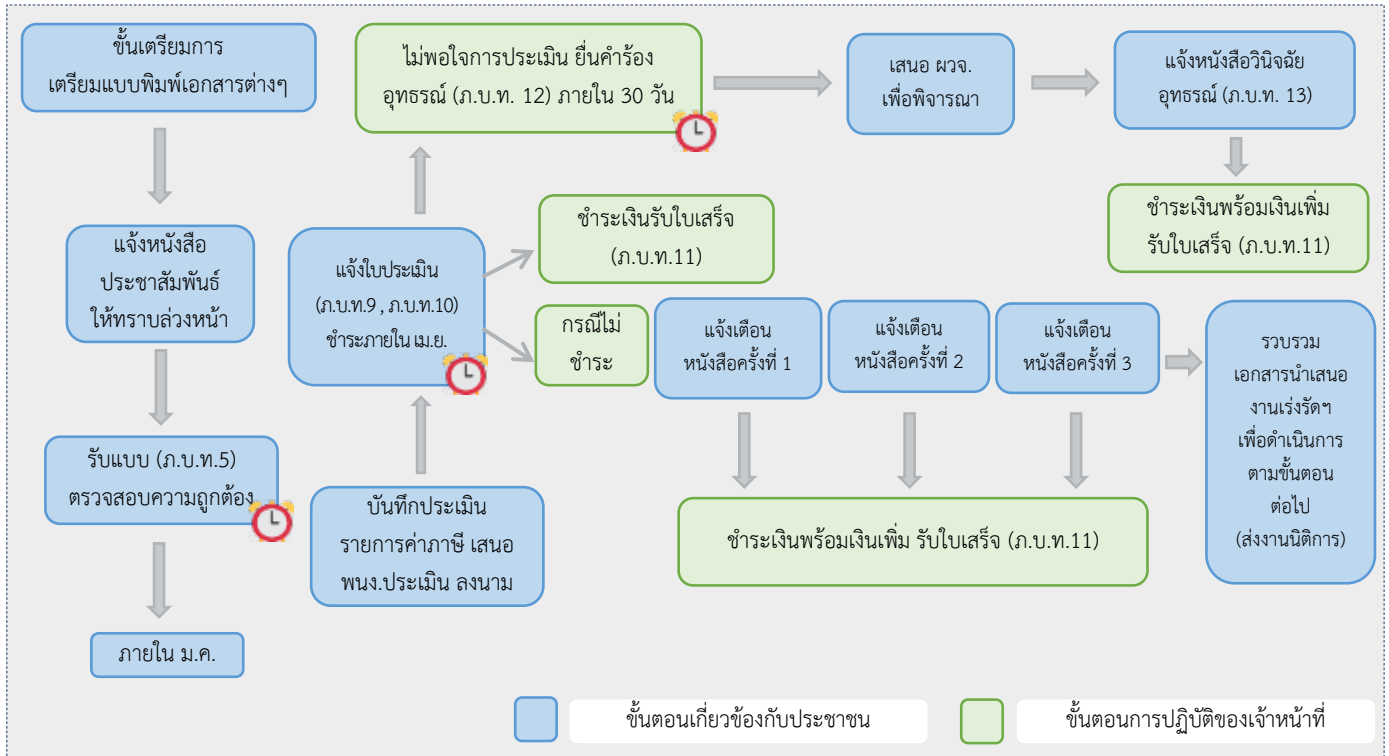 ขั้นเตรียมการ
เตรียมแบบพิมพ์เอกสารต่างๆ
แจ้งหนังสือ
ประชาสัมพันธ์
ให้ทราบล่วงหน้า
รับแบบ (ภ.บ.ท.5)
ตรวจสอบความถูกต้อง
ภายใน ม.ค.
บันทึกประเมิน
รายการค่าภาษี เสนอ
พนง.ประเมิน ลงนาม
แจ้งใบประเมิน
(ภ.บ.ท.9 , ภ.บ.ท.10)
ชำระภายใน เม.ย.
ไม่พอใจการประเมิน ยื่นคำร้อง
อุทธรณ์ (ภ.บ.ท. 12) ภายใน 30 วัน
เสนอ ผวจ.
เพื่อพิจารณา
แจ้งหนังสือวินิจฉัย
อุทธรณ์ (ภ.บ.ท. 13)
ชำระเงินพร้อมเงินเพิ่ม
รับใบเสร็จ (ภ.บ.ท.11)
ชำระเงินรับใบเสร็จ
(ภ.บ.ท.11)
กรณีไม่
ชำระ
แจ้งเตือน
หนังสือครั้งที่ 1
แจ้งเตือน
หนังสือครั้งที่ 2
แจ้งเตือน
หนังสือครั้งที่ 3
รวบรวม
เอกสารนำเสนอ
งานเร่งรัดฯ
เพื่อดำเนินการ
ตามขั้นตอน
ต่อไป
(ส่งงานนิติการ)
ชำระเงินพร้อมเงินเพิ่ม รับใบเสร็จ (ภ.บ.ท.11)
ขั้นตอนเกี่ยวข้องกับประชาชน
ขั้นตอนการปฏิบัติของเจ้าหน้าที่